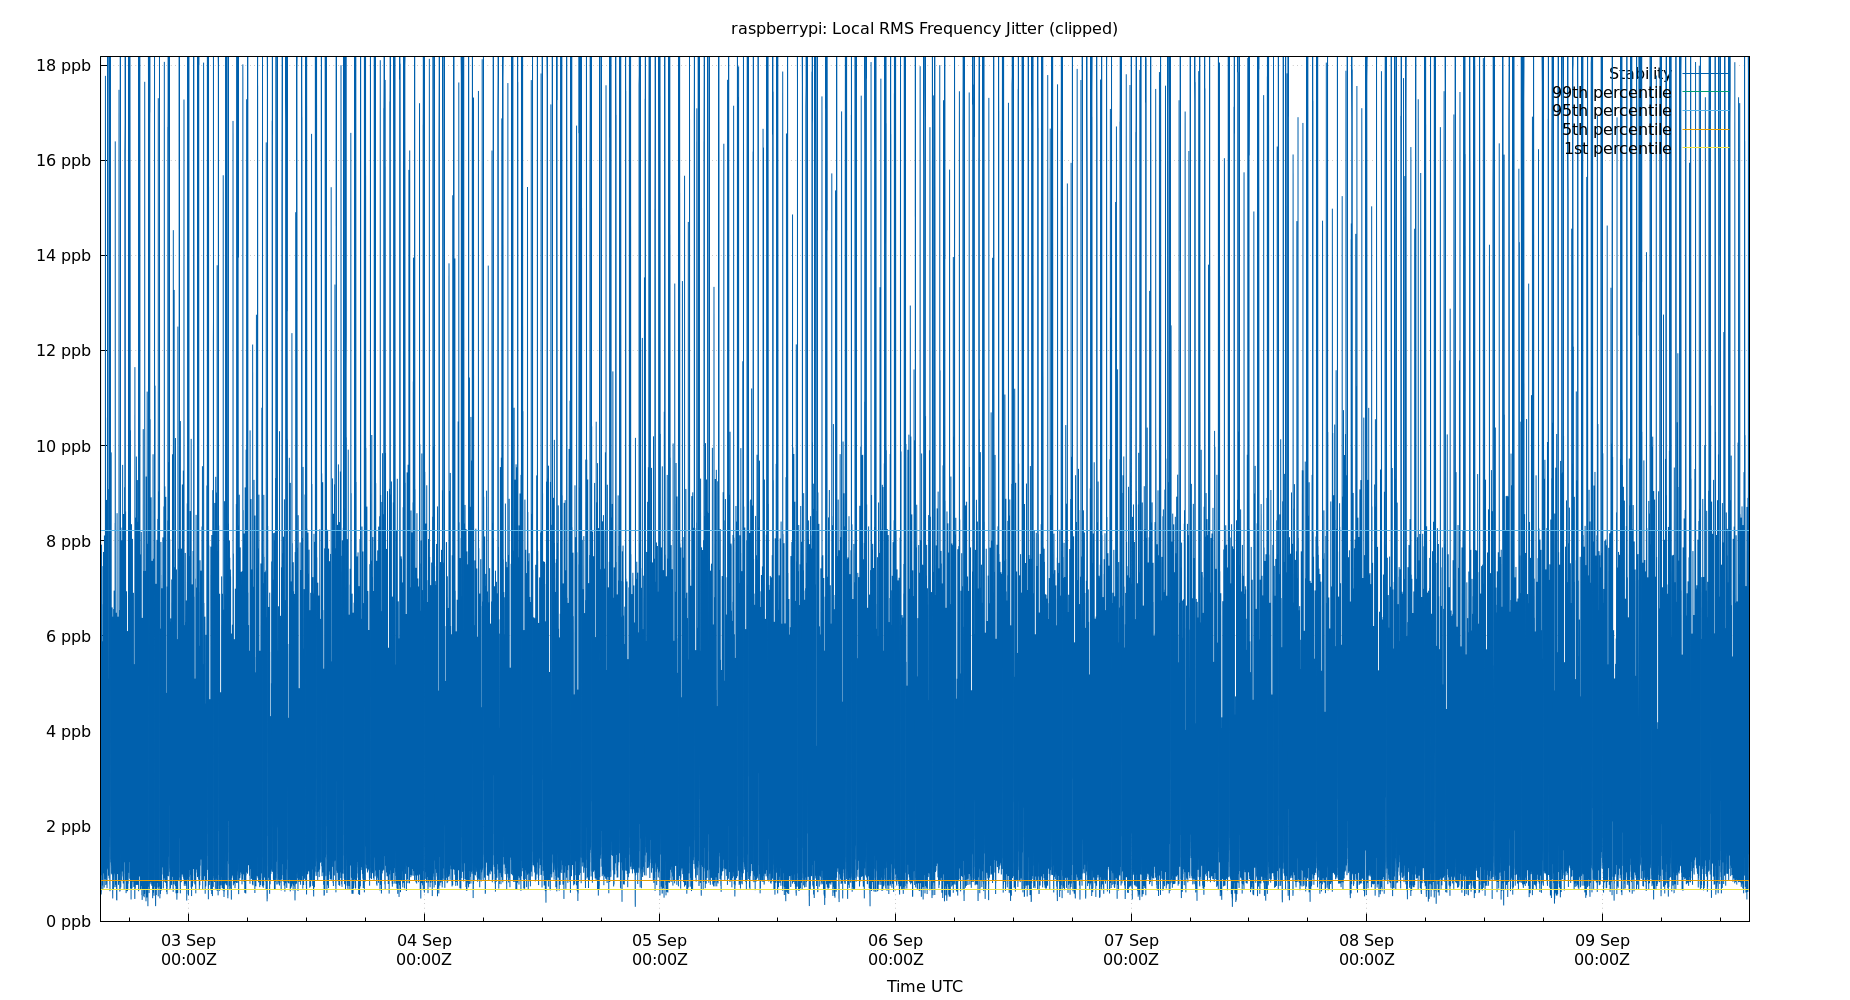 raspberrypi: Local RMS Frequency Jitter (clipped)
18 ppb
16 ppb
14 ppb
12 ppb
10 ppb
8 ppb
6 ppb
4 ppb
2 ppb
0 ppb
Stability
99th percentile
95th percentile
5th percentile
1st percentile
03 Sep
00:00Z
04 Sep
00:00Z
05 Sep
00:00Z
06 Sep
00:00Z
07 Sep
00:00Z
08 Sep
00:00Z
09 Sep
00:00Z
Time UTC